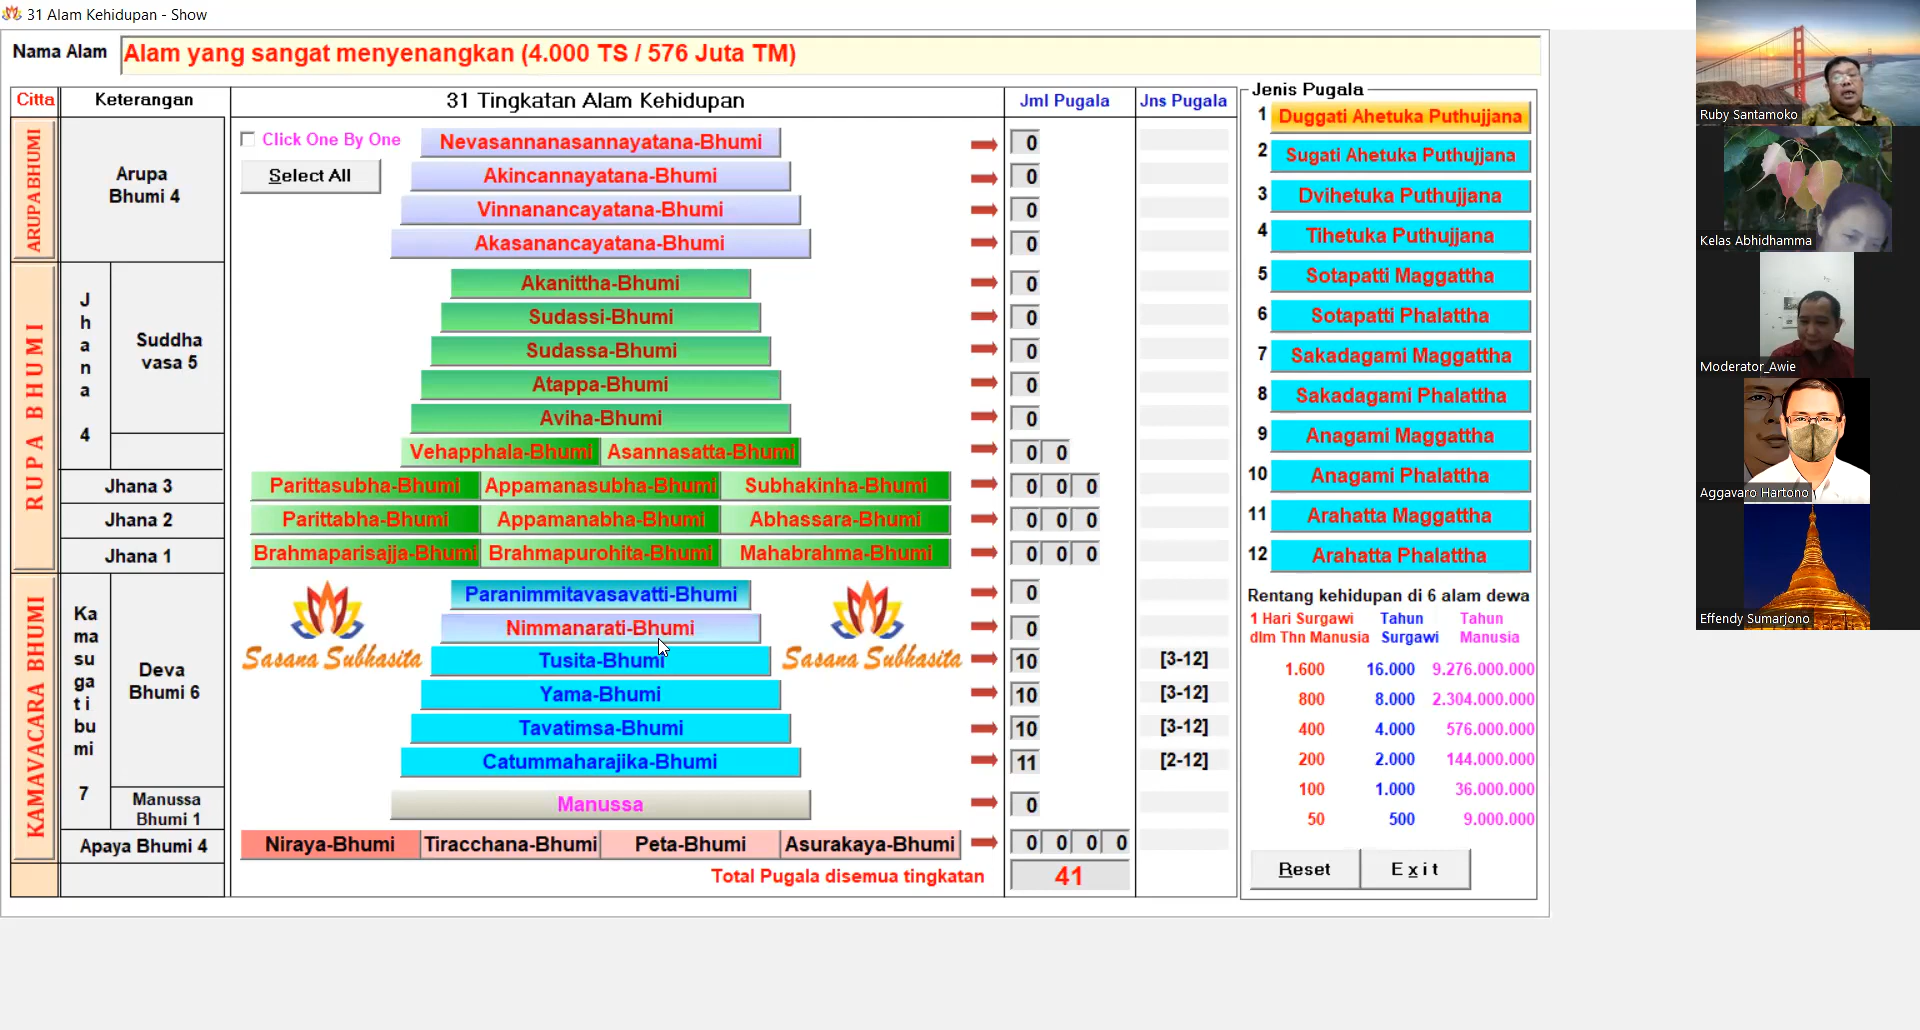 31 Alam Kehidupan - Show
Nama Alam
Alam yang sangat menyenangkan (4.000 TS / 576 Juta TM)
Citta
Keterangan
31 Tingkatan Alam Kehidupan
Jml Pugala
Jns Pugala
ARUPABHUMI
Arupa
Bhumi 4
Click One By One
Select All
Nevasannanasannayatana-Bhumi
0
Akincannayatana-Bhumi
0
Vinnanancayatana-Bhumi
0
Akasanancayatana-Bhumi
0
RUPA BHUMI
Jhana 4
Suddha
vasa 5
Akanittha-Bhumi
0
Sudassi-Bhumi
0
Sudassa-Bhumi
0
Atappa-Bhumi
0
Aviha-Bhumi
0
Vehapphala-Bhumi Asannasatta-Bhumi
0 0
Jhana 3
Parittasubha-Bhumi Appamanasubha-Bhumi Subhakinha-Bhumi
0 0 0
Jhana 2
Parittabha-Bhumi Appamanabha-Bhumi Abhassara-Bhumi
0 0 0
Jhana 1
Brahmaparisajja-Bhumi Brahmapurohita-Bhumi Mahabrahma-Bhumi
0 0 0
KAMAVACARA BHUMI
Ka
ma
su
ga
t i
bu
mi
7
Deva
Bhumi 6
Sasana Subhasita
Sasana Subhasita
Paranimmitavasavatti-Bhumi
0
Nimmanarati-Bhumi
0
Tusita-Bhumi
10 [3-12]
Yama-Bhumi
10 [3-12]
Tavatimsa-Bhumi
10 [3-12]
Catummaharajika-Bhumi
11 [2-12]
Manussa
Bhumi 1
Manussa
0
Apaya Bhumi 4
Niraya-Bhumi Tiracchana-Bhumi Peta-Bhumi Asurakaya-Bhumi
0 0 0 0
Total Pugala disemua tingkatan
41
Jenis Pugala
1 Duggati Ahetuka Puthujjana
2 Sugati Ahetuka Puthujjana
3 Dvihetuka Puthujjana
4 Tihetuka Puthujjana
5 Sotapatti Maggattha
6 Sotapatti Phalattha
7 Sakadagami Maggattha
8 Sakadagami Phalattha
9 Anagami Maggattha
10 Anagami Phalattha
11 Arahatta Maggattha
12 Arahatta Phalattha
Rentang kehidupan di 6 alam dewa
1 Hari Surgawi Tahun Tahun
dlm Thn Manusia Surgawi Manusia
1.600 16.000 9.276.000.000
800 8.000 2.304.000.000
400 4.000 576.000.000
200 2.000 144.000.000
100 1.000 36.000.000
50 500 9.000.000
Reset
Exit
Ruby Santamoko
Kelas Abhidhamma
Moderator_Awie
Aggavaro Hartono
Effendy Sumarjono